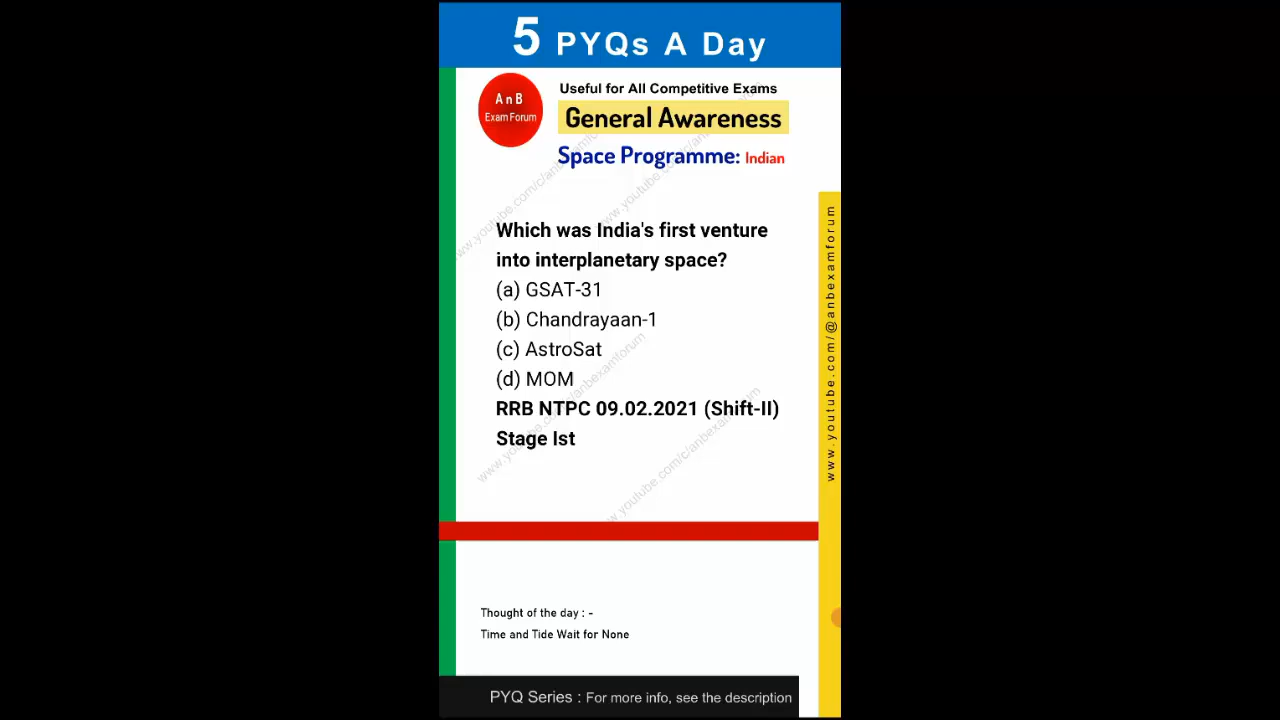 5 PYQs A Day
A n B
Exam Forum
Useful for All Competitive Exams
General Awareness
Space Programme: Indian
Which was India's first venture
into interplanetary space?
(a) GSAT-31
(b) Chandrayaan-1
(c) AstroSat
(d) MOM
RRB NTPC 09.02.2021 (Shift-II)
Stage Ist
www.youtube.com/@anbexamforum
Thought of the day : -
Time and Tide Wait for None
PYQ Series : For more info, see the description